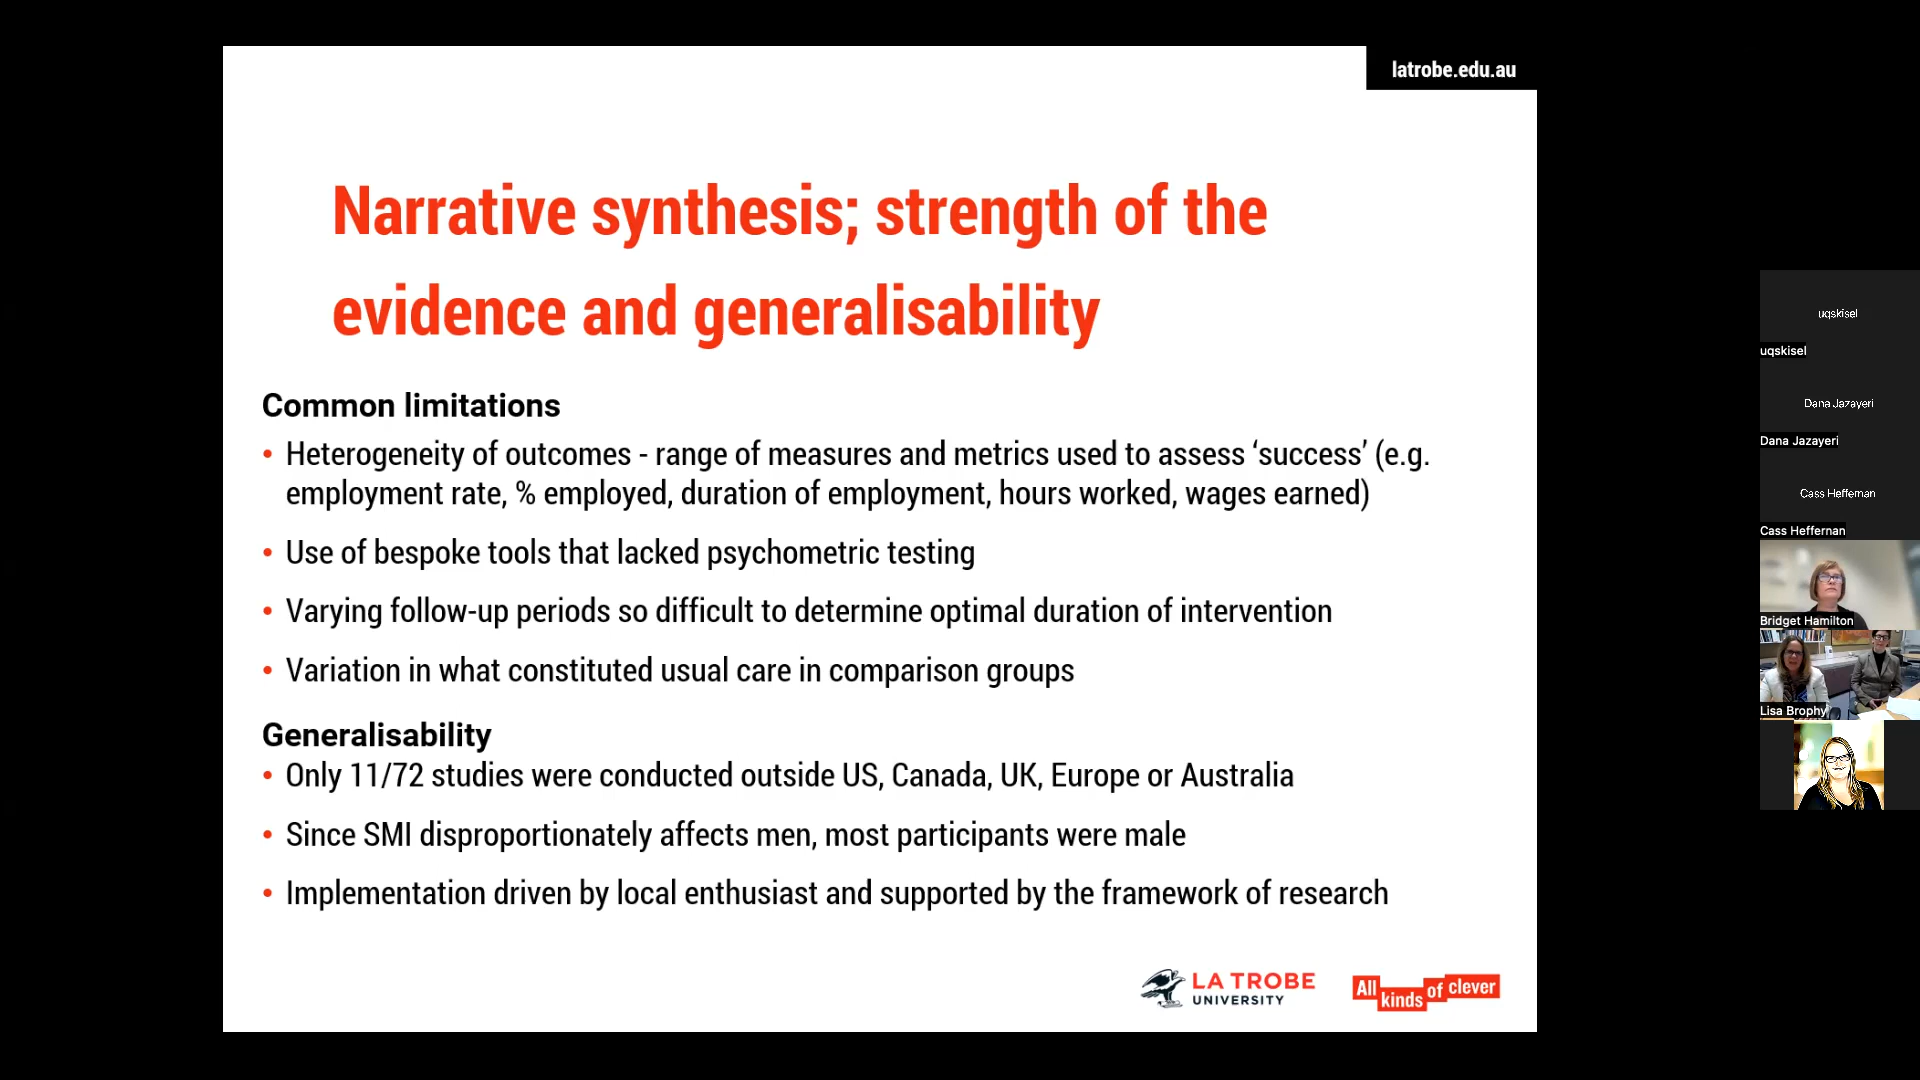 latrobe.edu.au
Narrative synthesis; strength of the
evidence and generalisability
Common limitations
• Heterogeneity of outcomes - range of measures and metrics used to assess ‘success’ (e.g.
employment rate, % employed, duration of employment, hours worked, wages earned)
• Use of bespoke tools that lacked psychometric testing
• Varying follow-up periods so difficult to determine optimal duration of intervention
• Variation in what constituted usual care in comparison groups
Generalisability
• Only 11/72 studies were conducted outside US, Canada, UK, Europe or Australia
• Since SMI disproportionately affects men, most participants were male
• Implementation driven by local enthusiast and supported by the framework of research
LA TROBE
UNIVERSITY
All kinds of clever
uqskisel
uqskisel
Dana Jazayeri
Dana Jazayeri
Cass Heffernan
Cass Heffernan
Bridget Hamilton
Lisa Brophy